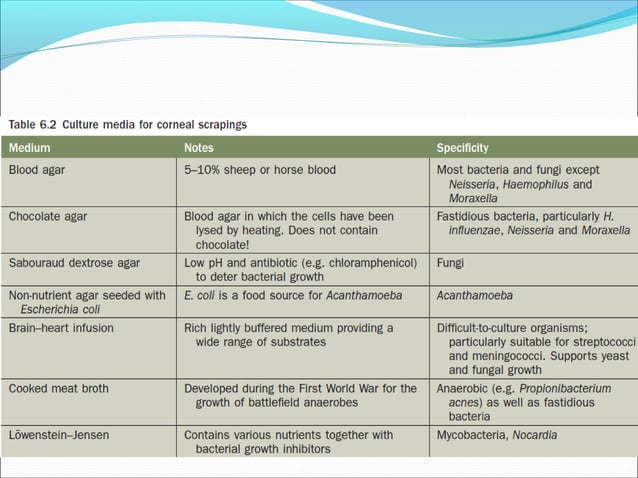 Table 6.2 Culture media for corneal scrapings
Medium Notes Specificity
Blood agar 5–10% sheep or horse blood Most bacteria and fungi except
Neisseria, Haemophilus and
Moraxella
Chocolate agar Blood agar in which the cells have been Fastidious bacteria, particularly H.
lysed by heating. Does not contain influenzae, Neisseria and Moraxella
chocolate!
Sabouraud dextrose agar Low pH and antibiotic (e.g. chloramphenicol) Fungi
to deter bacterial growth
Non-nutrient agar seeded with E. coli is a food source for Acanthamoeba Acanthamoeba
Escherichia coli
Brain–heart infusion Rich lightly buffered medium providing a Difficult-to-culture organisms;
wide range of substrates particularly suitable for streptococci
and meningococci. Supports yeast
and fungal growth
Cooked meat broth Developed during the First World War for the Anaerobic (e.g. Propionibacterium
growth of battlefield anaerobes acnes) as well as fastidious
bacteria
Löwenstein–Jensen Contains various nutrients together with Mycobacteria, Nocardia
bacterial growth inhibitors